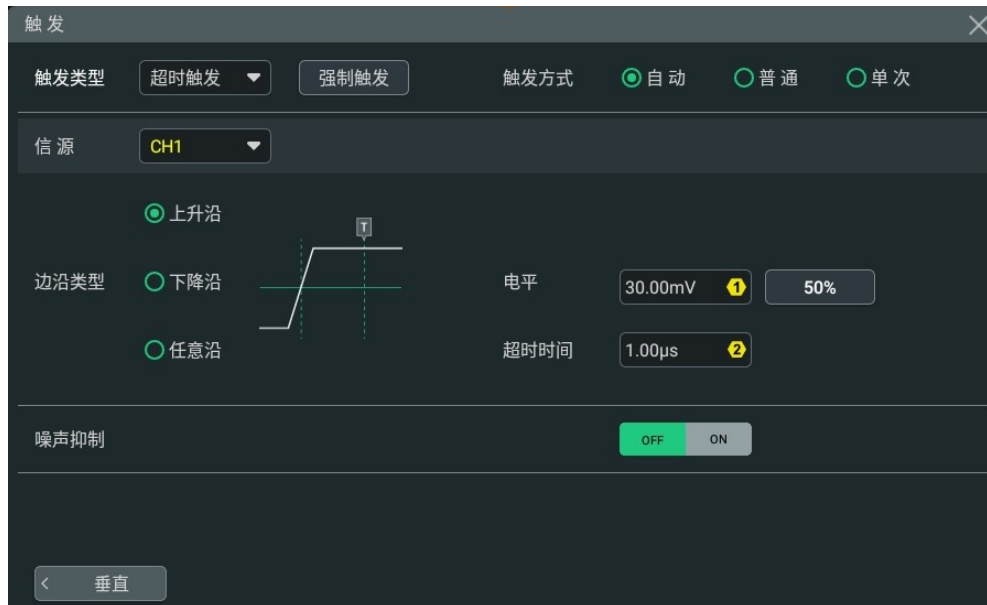 触发
触发类型 超时触发 强制触发 触发方式 自动 普通 单次
信源 CH1
上升沿
T
边沿类型 下降沿 电平 30.00mV 1 50%
任意沿 超时时间 1.00µs 2
噪声抑制 OFF ON
垂直